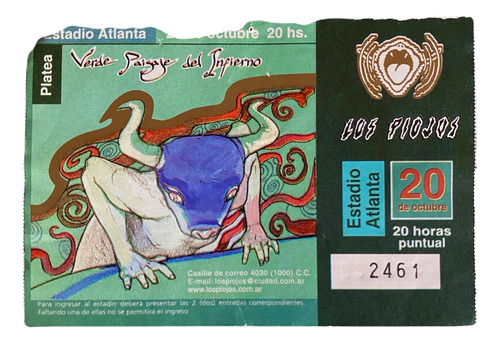 Estadio Atlanta octubre 20 hs.
Platea
Verde Paisaje del Infierno
Casilla de correo 4030 (1000) C.C.
E-mail: lospiojos@ciudad.com.ar
www.lospiojos.com.ar
Para ingresar al estadio deberá presentar las 2 (dos) entradas correspondientes.
Faltando una de ellas no se permitirá el ingreso
LOS PIOJOS
Estadio
Atlanta
20
de octubre
20 horas
puntual
2461